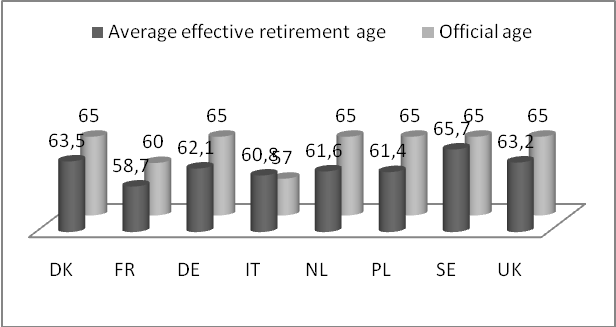 Average effective retirement age Official age
65 65 65 65 65 65
63,5 58,7 60 62,1 60,8 57 61,6 61,4 65,7 63,2
DK FR DE IT NL PL SE UK